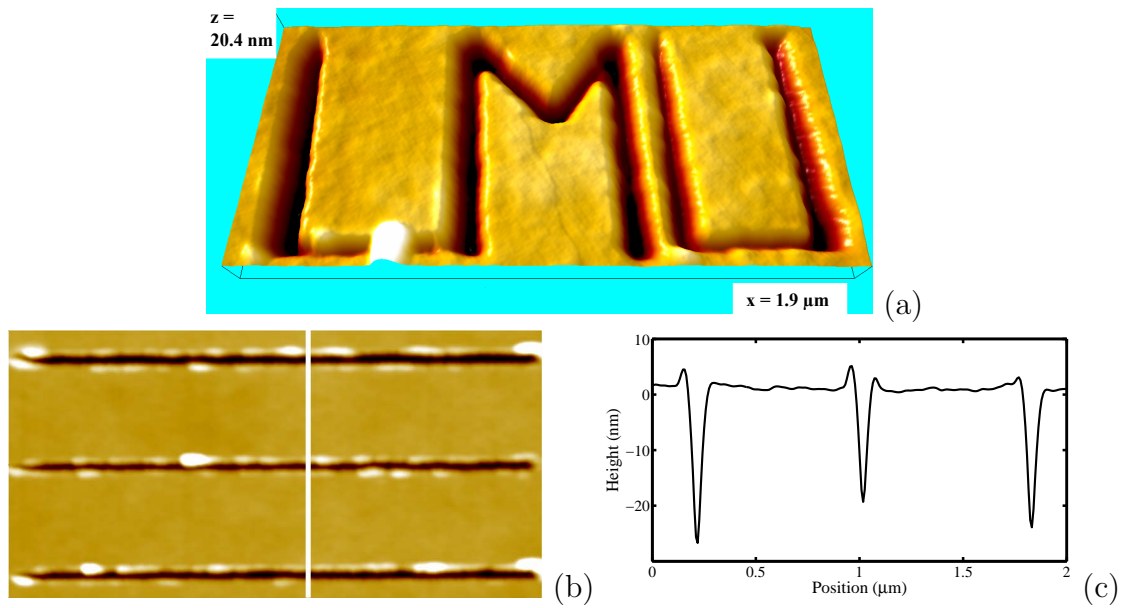 z =
20.4 nm
x = 1.9 μm
(a)
(b)
10
0
−10
−20
Height (nm)
0
0.5
1
1.5
2
Position (μm)
(c)